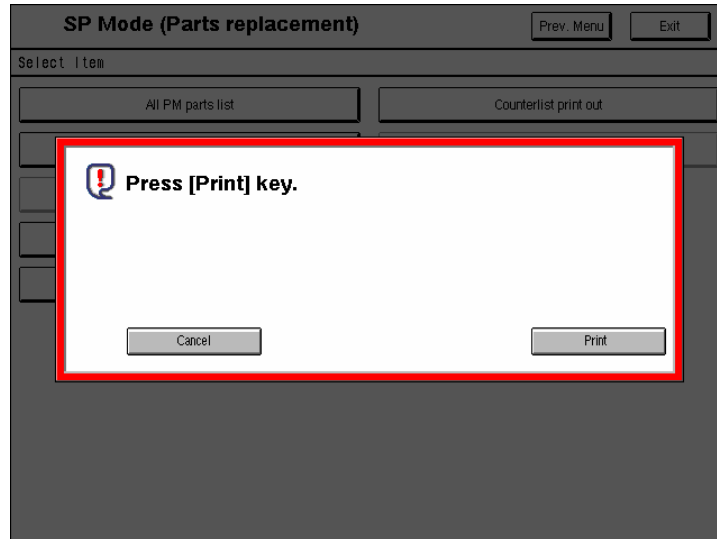 SP Mode (Parts replacement)
Prev. Menu
Exit
Select Item
All PM parts list
Counterlist print out
Press [Print] key.
Cancel
Print